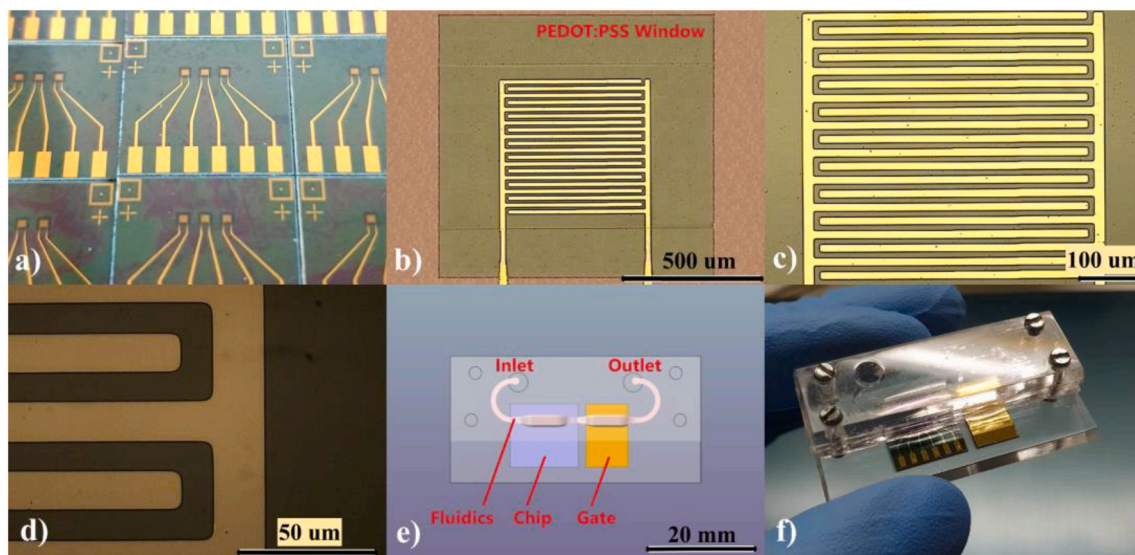 a)
PEDOT:PSS Window
b)
500 um
c)
100 um
d)
50 um
Inlet
Outlet
Fluidics
Chip
Gate
e)
20 mm
f)